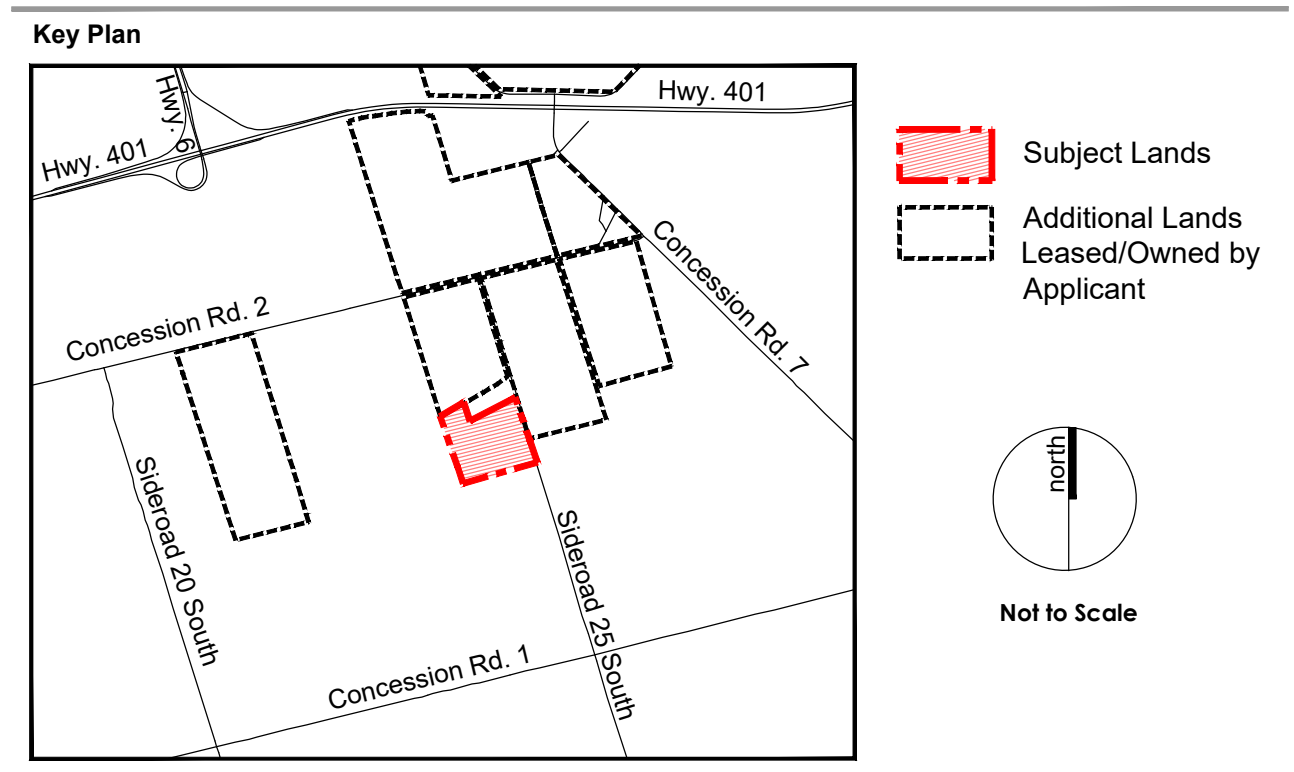 Key Plan
Hwy. 6
Hwy. 401
Hwy. 401
Concession Rd. 7
Concession Rd. 2
Sideroad 20 South
Sideroad 25 South
Concession Rd. 1
Subject Lands
Additional Lands
Leased/Owned by
Applicant
north
Not to Scale